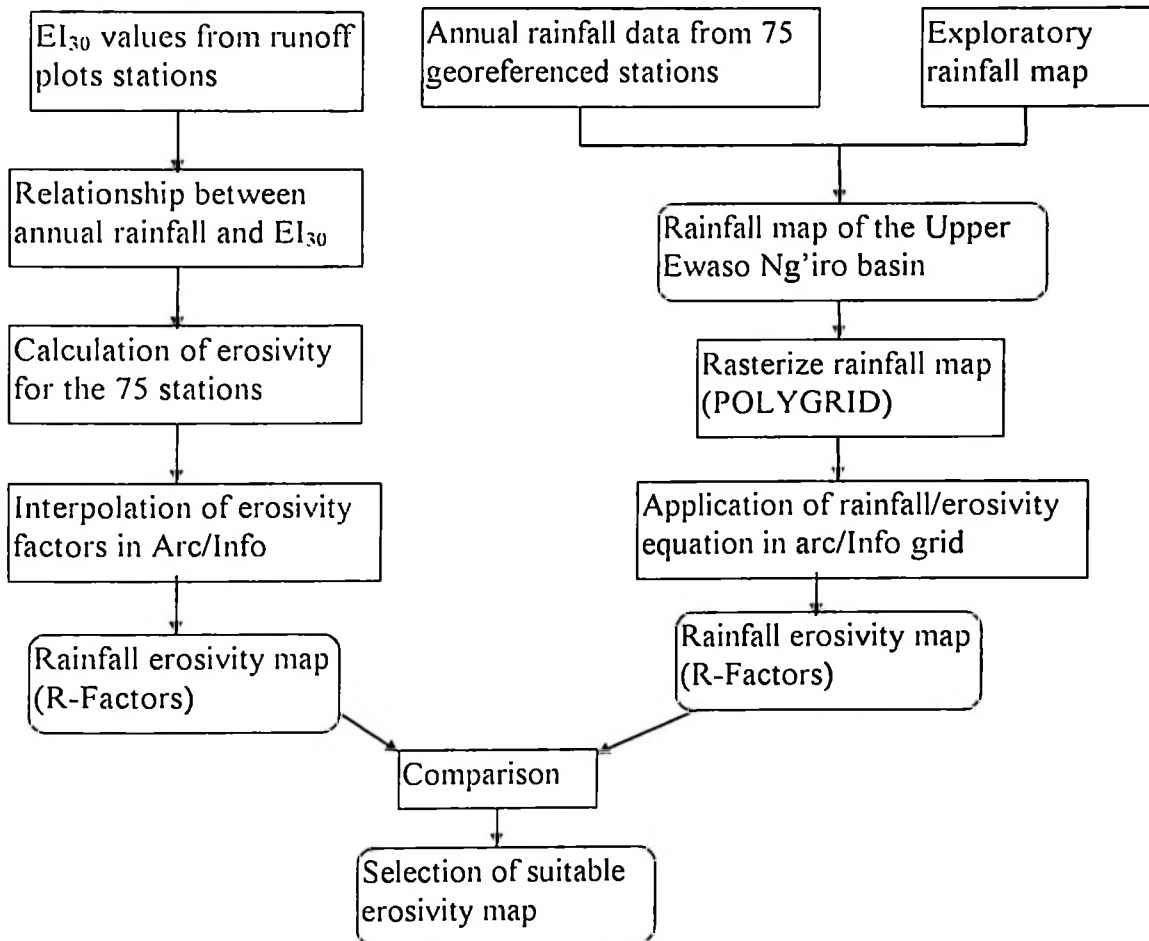 EI₃₀ values from runoff
plots stations
Relationship between
annual rainfall and EI₃₀
Calculation of erosivity
for the 75 stations
Interpolation of erosivity
factors in Arc/Info
Rainfall erosivity map
(R-Factors)
Annual rainfall data from 75
georeferenced stations
Exploratory
rainfall map
Rainfall map of the Upper
Ewaso Ng'iro basin
Rasterize rainfall map
(POLYGRID)
Application of rainfall/erosivity
equation in arc/Info grid
Rainfall erosivity map
(R-Factors)
Comparison
Selection of suitable
erosivity map